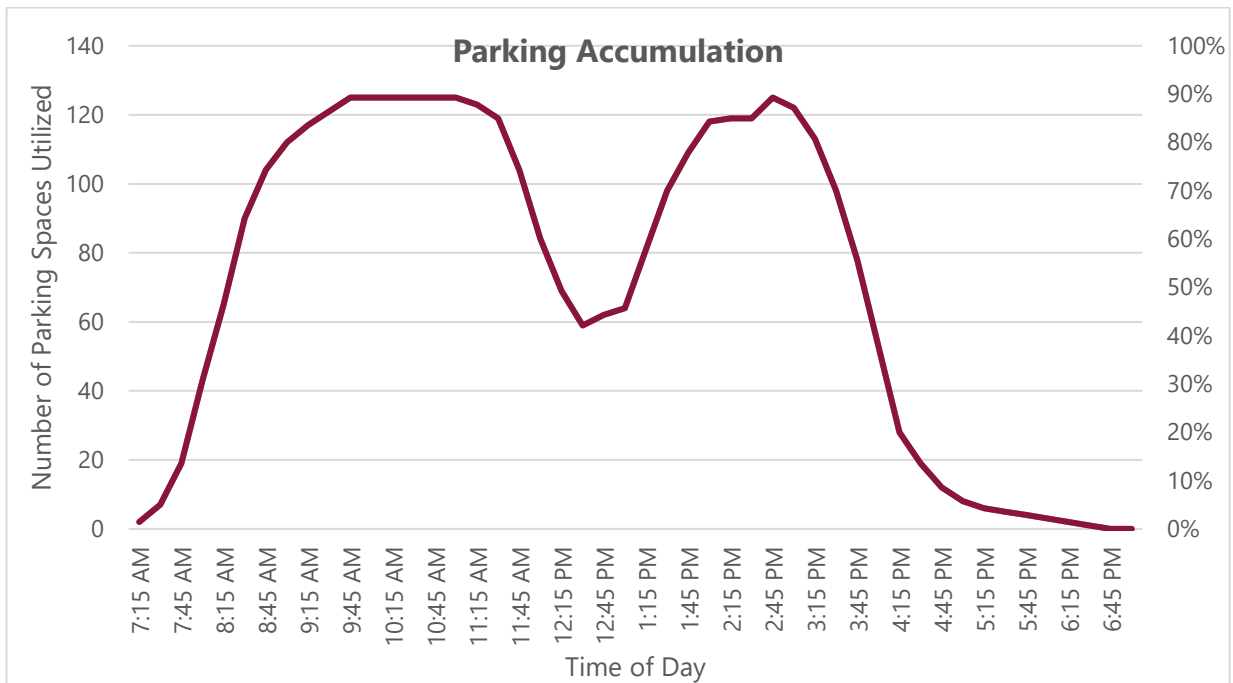 Parking Accumulation
Number of Parking Spaces Utilized
140
120
100
80
60
40
20
0
100%
90%
80%
70%
60%
50%
40%
30%
20%
10%
0%
7:15 AM
7:45 AM
8:15 AM
8:45 AM
9:15 AM
9:45 AM
10:15 AM
10:45 AM
11:15 AM
11:45 AM
12:15 PM
12:45 PM
1:15 PM
1:45 PM
2:15 PM
2:45 PM
3:15 PM
3:45 PM
4:15 PM
4:45 PM
5:15 PM
5:45 PM
6:15 PM
6:45 PM
Time of Day